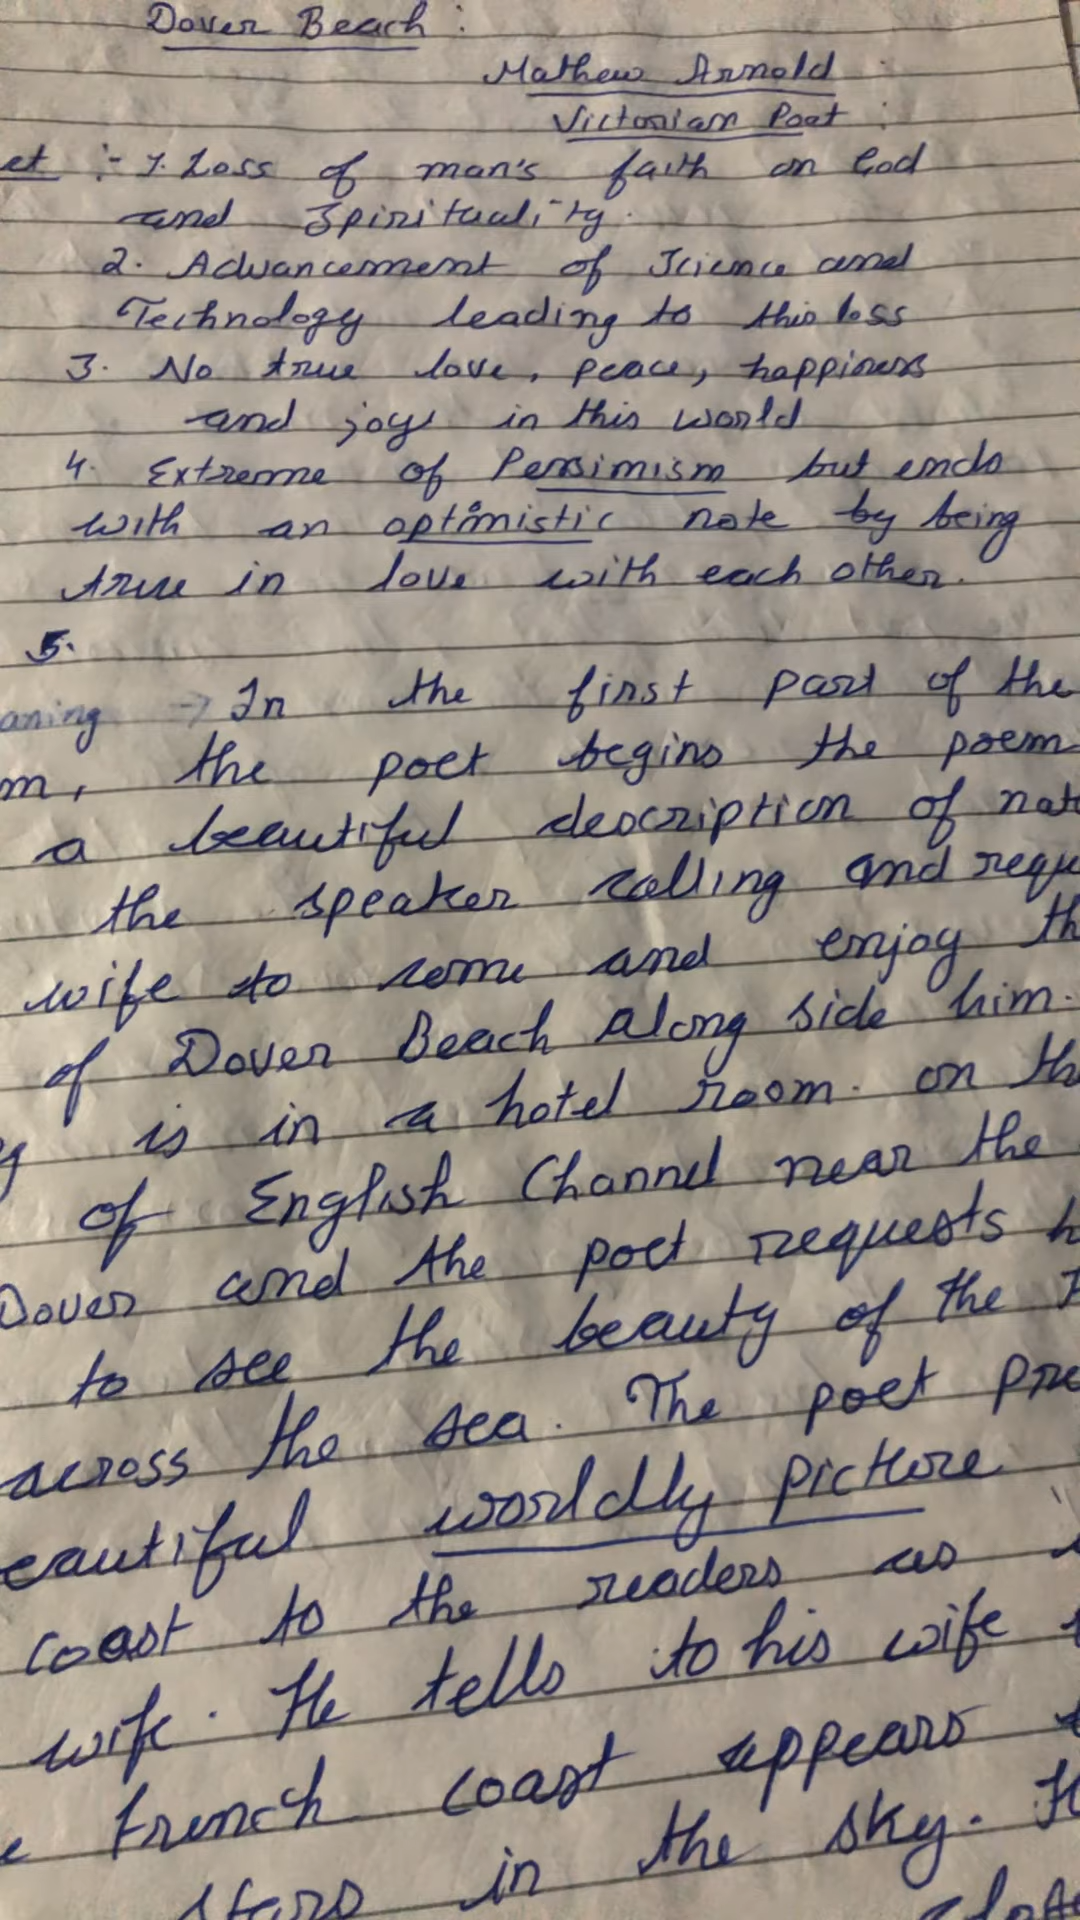 Dover Beach :
Mathew Arnold
Victorian Poet :
:- 1. Loss of man's faith on God
and Spirituality.
2. Advancement of Science and
Technology leading to this loss
3. No true love, peace, happiness
and joys in this world
4. Extreme of Pessimism but ends
with an optimistic note by being
true in love with each other.
5.
aning → In the first part of the
m, the poet begins the poem
a beautiful description of nat
the speaker calling and reque
wife to come and enjoy th
of Dover Beach Along side him.
is in a hotel room. on th
of English Channel near the
Dover and the poet requests h
to see the beauty of the
across the sea. The poet pre
eautiful worldly picture
coast to the readers as
wife. He tells to his wife
french coast appears
stars in the sky.